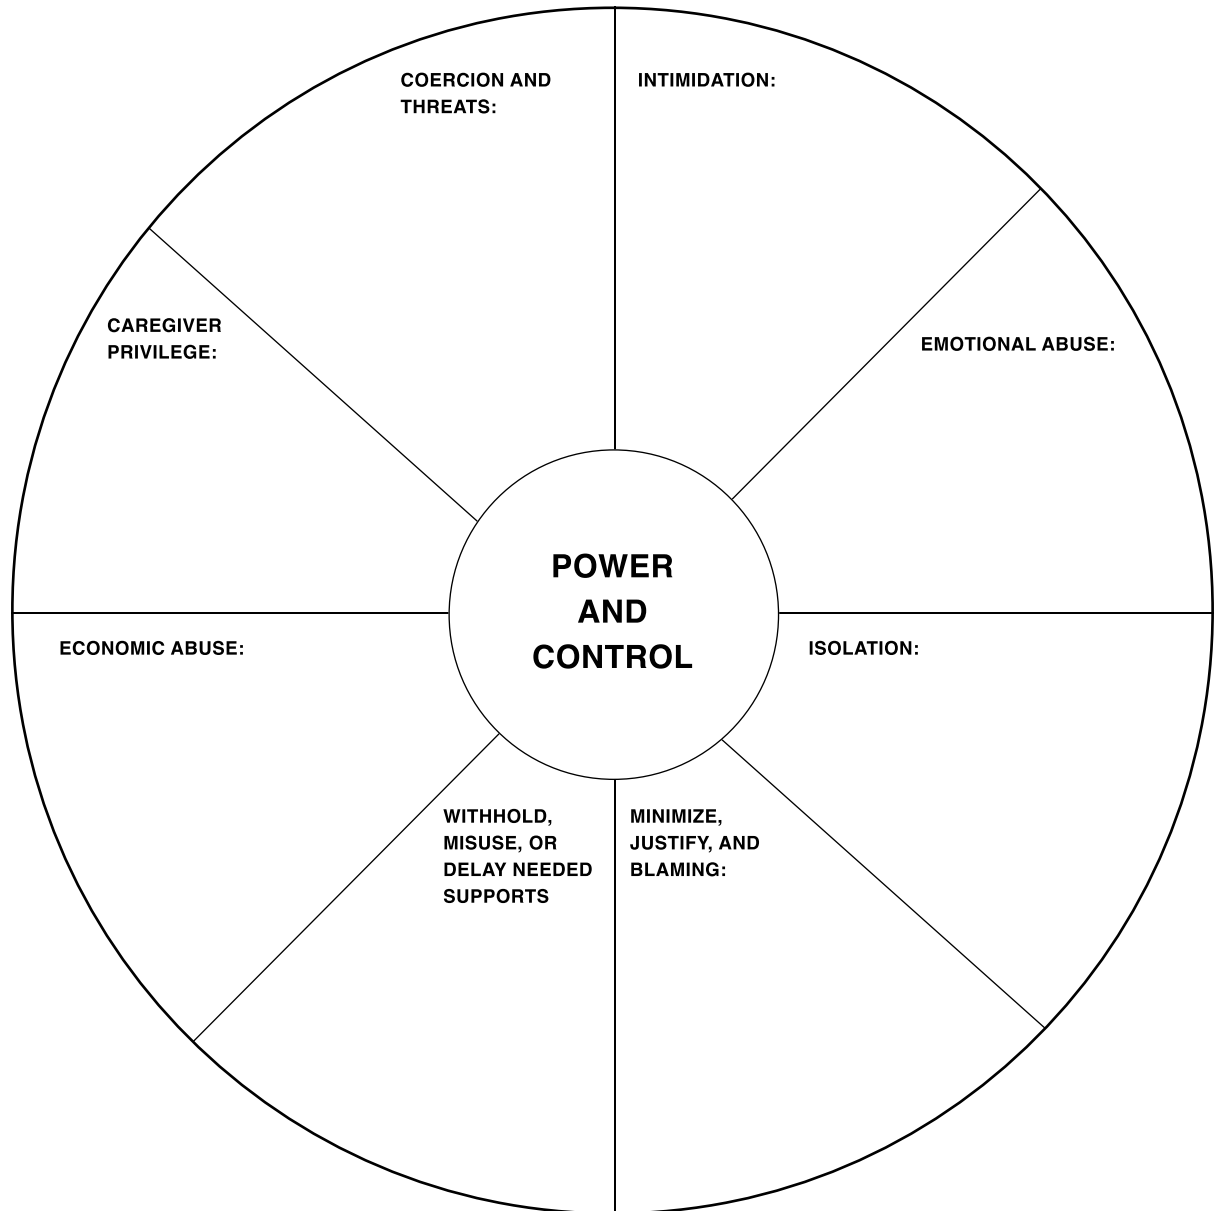 COERCION AND
THREATS:
INTIMIDATION:
CAREGIVER
PRIVILEGE:
EMOTIONAL ABUSE:
POWER
AND
CONTROL
ECONOMIC ABUSE:
ISOLATION:
WITHHOLD,
MISUSE, OR
DELAY NEEDED
SUPPORTS
MINIMIZE,
JUSTIFY, AND
BLAMING: